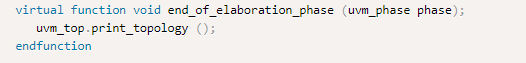 virtual function void end_of_elaboration_phase (uvm_phase phase);
uvm_top.print_topology ();
endfunction